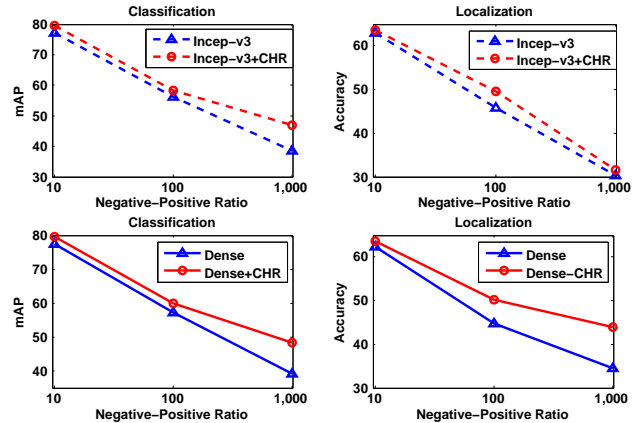 Classification
80
70
60
50
40
30
mAP
Incep-v3
Incep-v3+CHR
10
100
1,000
Negative-Positive Ratio
Localization
60
50
40
30
Accuracy
Incep-v3
Incep-v3+CHR
10
100
1,000
Negative-Positive Ratio
Classification
80
70
60
50
40
mAP
Dense
Dense+CHR
10
100
1,000
Negative-Positive Ratio
Localization
60
50
40
30
Accuracy
Dense
Dense-CHR
10
100
1,000
Negative-Positive Ratio